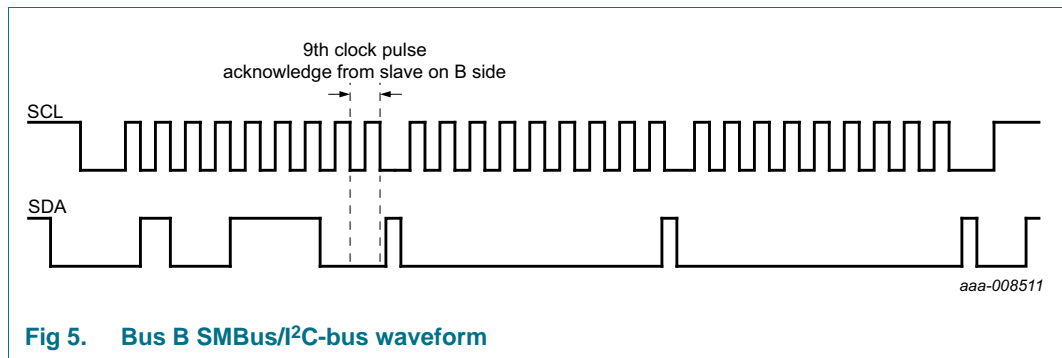 9th clock pulse
acknowledge from slave on B side
SCL
SDA
aaa-008511
Fig 5. Bus B SMBus/I²C-bus waveform